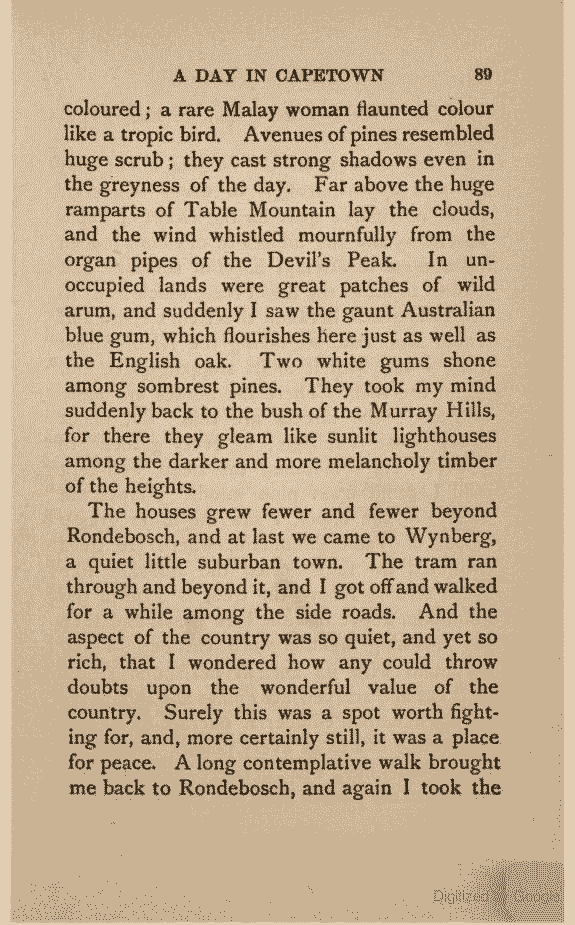 A DAY IN CAPETOWN 89
coloured; a rare Malay woman flaunted colour
like a tropic bird. Avenues of pines resembled
huge scrub; they cast strong shadows even in
the greyness of the day. Far above the huge
ramparts of Table Mountain lay the clouds,
and the wind whistled mournfully from the
organ pipes of the Devil's Peak. In un-
occupied lands were great patches of wild
arum, and suddenly I saw the gaunt Australian
blue gum, which flourishes here just as well as
the English oak. Two white gums shone
among sombrest pines. They took my mind
suddenly back to the bush of the Murray Hills,
for there they gleam like sunlit lighthouses
among the darker and more melancholy timber
of the heights.
The houses grew fewer and fewer beyond
Rondebosch, and at last we came to Wynberg,
a quiet little suburban town. The tram ran
through and beyond it, and I got off and walked
for a while among the side roads. And the
aspect of the country was so quiet, and yet so
rich, that I wondered how any could throw
doubts upon the wonderful value of the
country. Surely this was a spot worth fight-
ing for, and, more certainly still, it was a place
for peace. A long contemplative walk brought
me back to Rondebosch, and again I took the
Digitized by Google